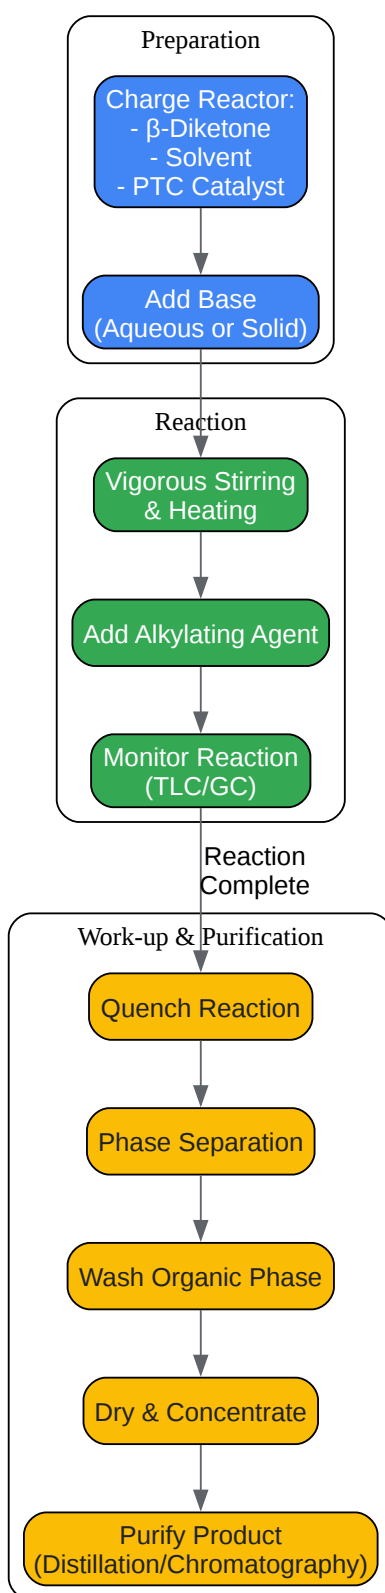 Preparation
Charge Reactor:
- β-Diketone
- Solvent
- PTC Catalyst
Add Base
(Aqueous or Solid)
Reaction
Vigorous Stirring
& Heating
Add Alkylating Agent
Monitor Reaction
(TLC/GC)
Reaction
Complete
Work-up & Purification
Quench Reaction
Phase Separation
Wash Organic Phase
Dry & Concentrate
Purify Product
(Distillation/Chromatography)